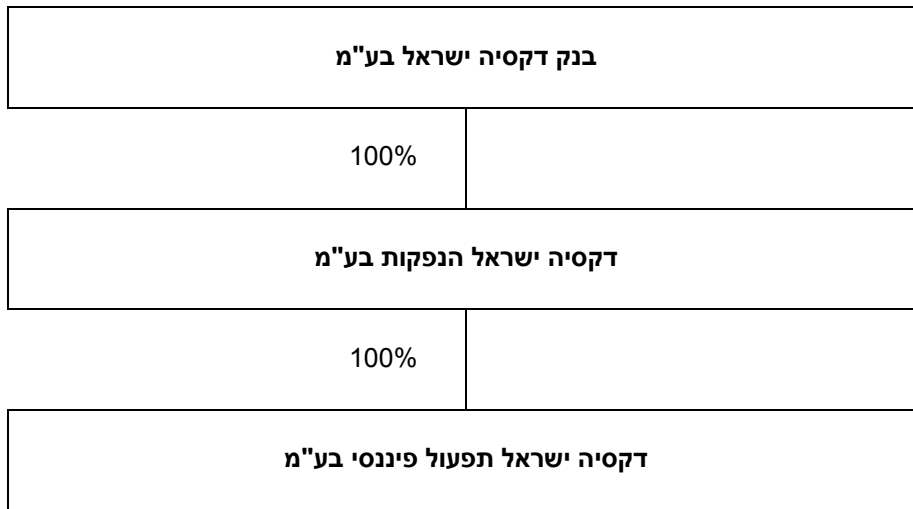 בנק דקסיה ישראל בע"מ
100%
דקסיה ישראל הנפקות בע"מ
100%
דקסיה ישראל תפעול פיננסי בע"מ